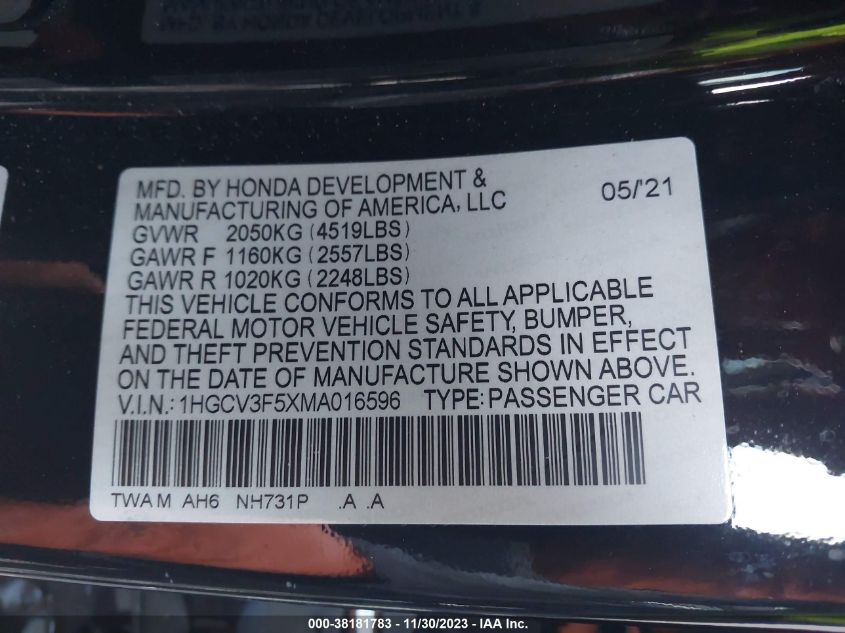 MFD. BY HONDA DEVELOPMENT &
MANUFACTURING OF AMERICA, LLC
05/'21
GVWR 2050KG (4519LBS)
GAWR F 1160KG (2557LBS)
GAWR R 1020KG (2248LBS)
THIS VEHICLE CONFORMS TO ALL APPLICABLE
FEDERAL MOTOR VEHICLE SAFETY, BUMPER,
AND THEFT PREVENTION STANDARDS IN EFFECT
ON THE DATE OF MANUFACTURE SHOWN ABOVE.
V.I.N.: 1HGCV3F5XMA016596 TYPE: PASSENGER CAR
TWA M AH6 NH731P .A .A
000-38181783 - 11/30/2023 - IAA Inc.